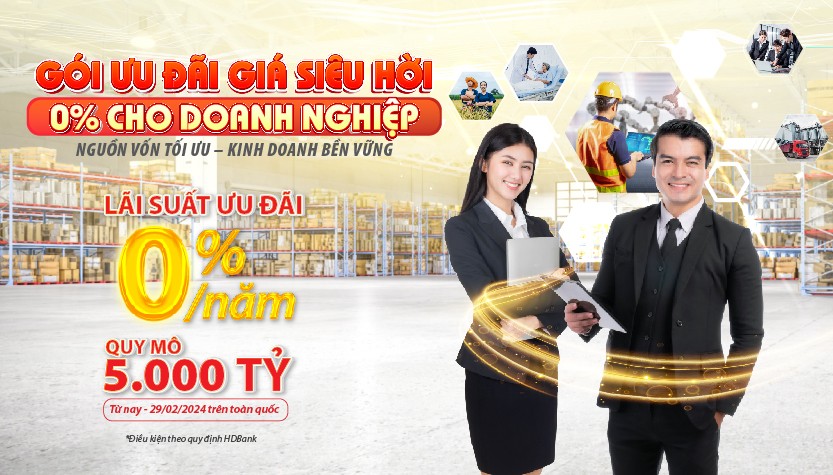 GÓI ƯU ĐÃI GIÁ SIÊU HỜI
0% CHO DOANH NGHIỆP
NGUỒN VỐN TỐI ƯU – KINH DOANH BỀN VỮNG
LÃI SUẤT ƯU ĐÃI
0%/năm
QUY MÔ
5.000 TỶ
Từ nay - 29/02/2024 trên toàn quốc
*Điều kiện theo quy định HDBank